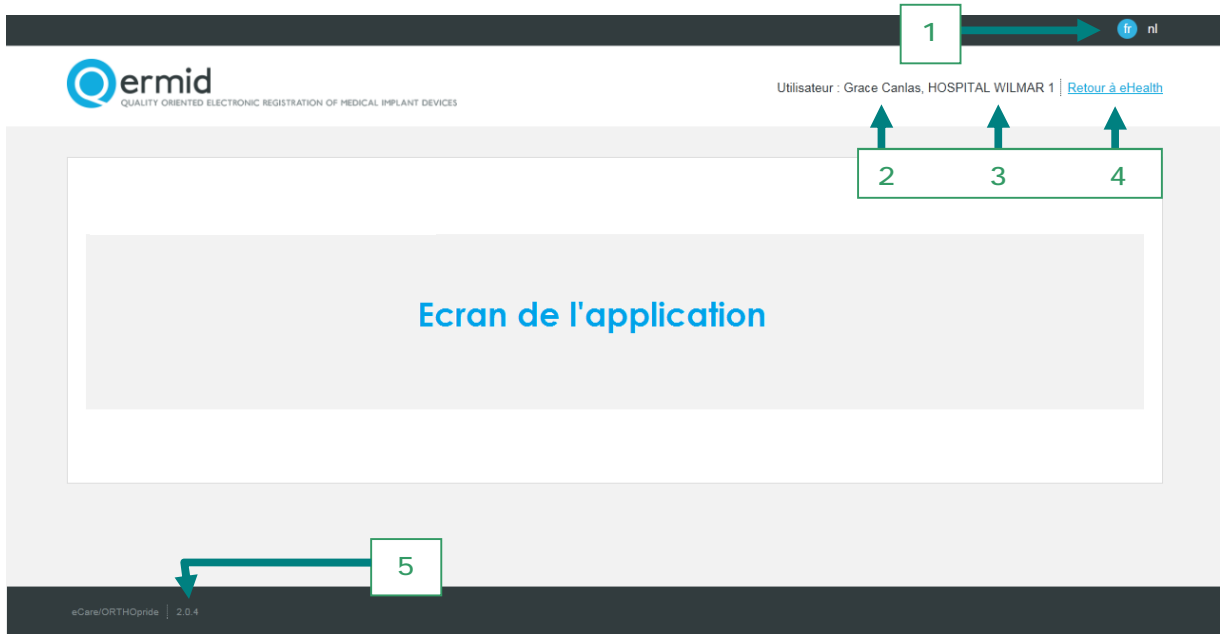 1
fr nl
Qermid
QUALITY ORIENTED ELECTRONIC REGISTRATION OF MEDICAL IMPLANT DEVICES
Utilisateur : Grace Canlas, HOSPITAL WILMAR 1 Retour à eHealth
2 3 4
Ecran de l'application
5
eCare/ORTHOpride 2.0.4